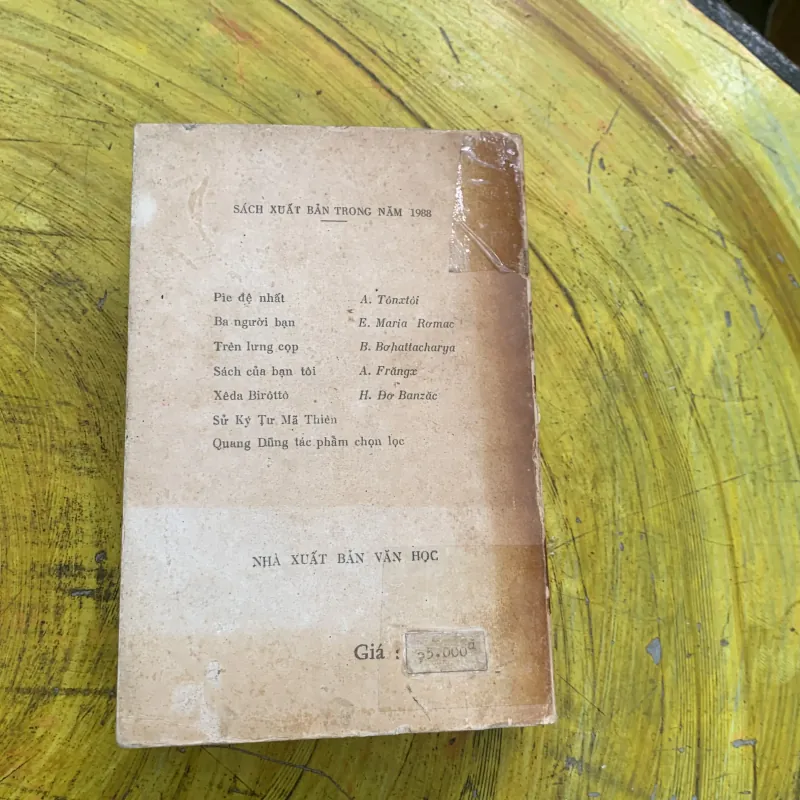 SÁCH XUẤT BẢN TRONG NĂM 1988
Pie đệ nhất A. Tônxtôi
Ba người bạn E. Maria Rơmac
Trên lưng cọp B. Bơhattacharya
Sách của bạn tôi A. Frăngx
Xêda Birôttô H. Đơ Banzăc
Sử Ký Tư Mã Thiên
Quang Dũng tác phẩm chọn lọc
NHÀ XUẤT BẢN VĂN HỌC
Giá :